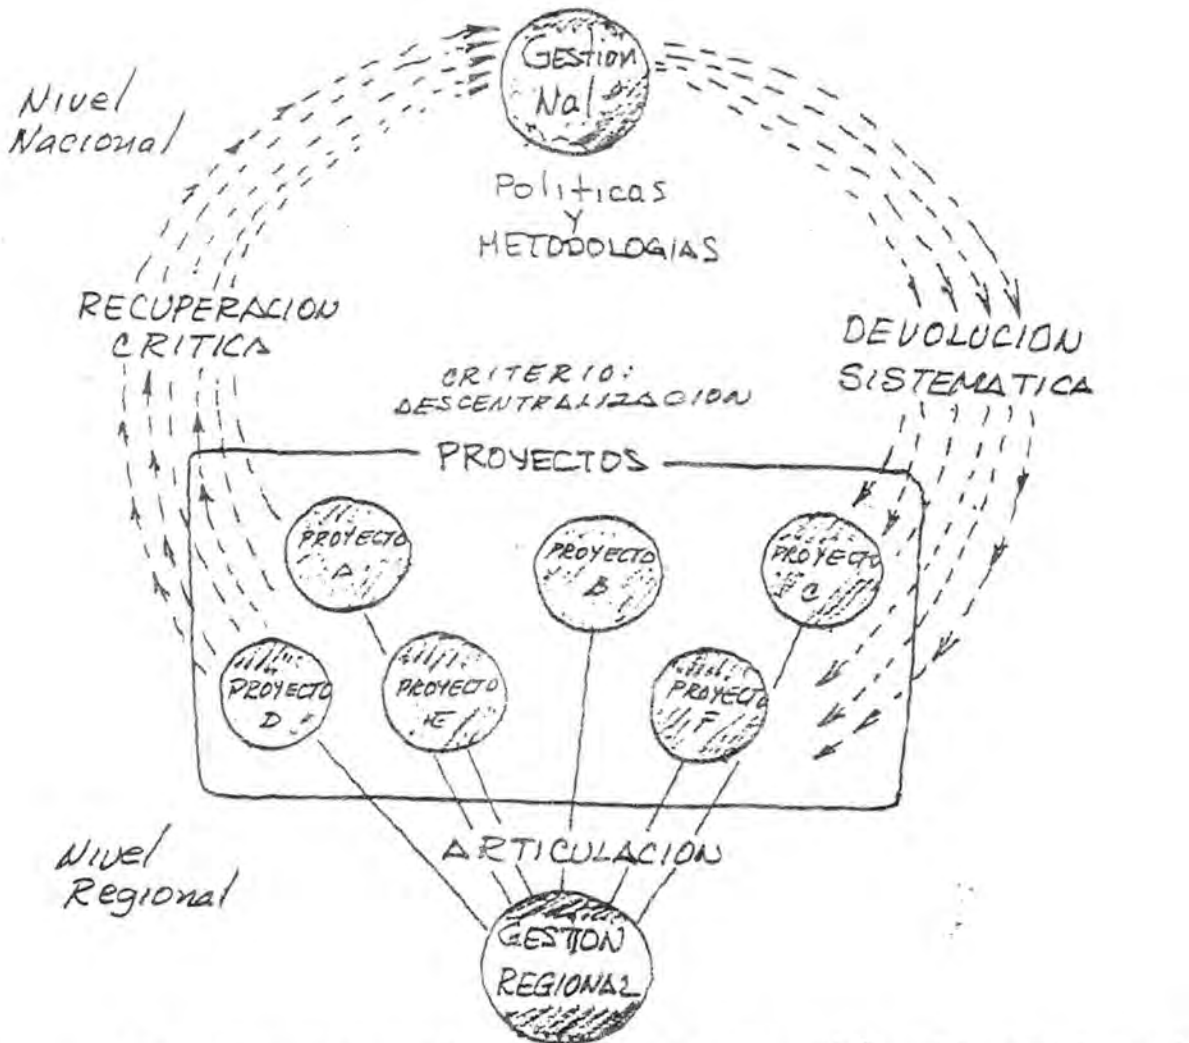 GESTION
Nal
Nivel
Nacional
Politicas
Y
METODOLOGIAS
RECUPERACION
CRITICA
DEVOLUCION
SISTEMATICA
CRITERIO:
DESCENTRALIZACION
PROYECTOS
PROYECTO
A
PROYECTO
B
PROYECTO
C
PROYECTO
D
PROYECTO
E
PROYECTO
F
ARTICULACION
Nivel
Regional
GESTION
REGIONAL